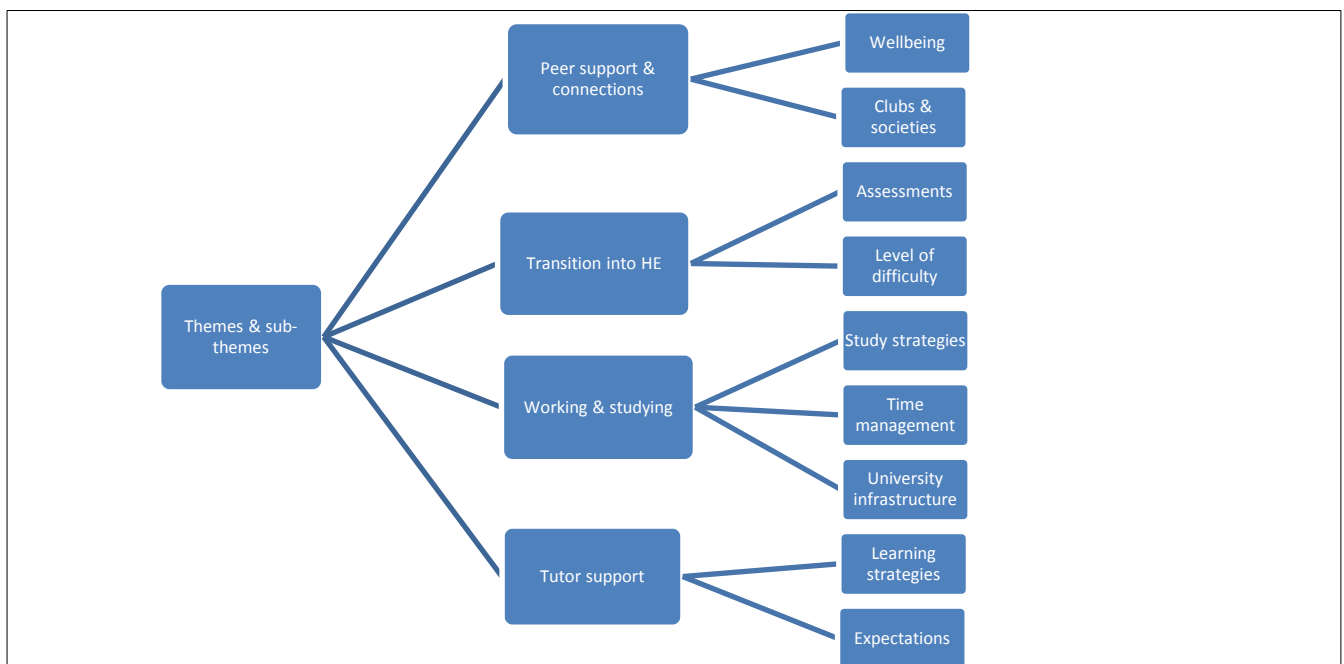 Themes & sub-
themes
Peer support &
connections
Wellbeing
Clubs &
societies
Transition into HE
Assessments
Level of
difficulty
Working & studying
Study strategies
Time
management
University
infrastructure
Tutor support
Learning
strategies
Expectations